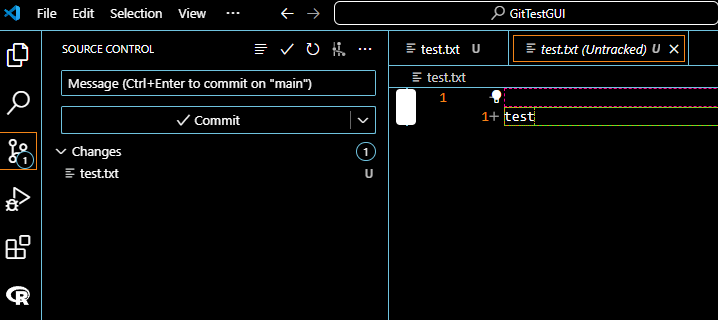 File Edit Selection View ··· GitTestGUI
SOURCE CONTROL ···
test.txt U
test.txt (Untracked) U
test.txt
Message (Ctrl+Enter to commit on "main")
Commit
Changes 1
test.txt U
1
1
1+ test
R